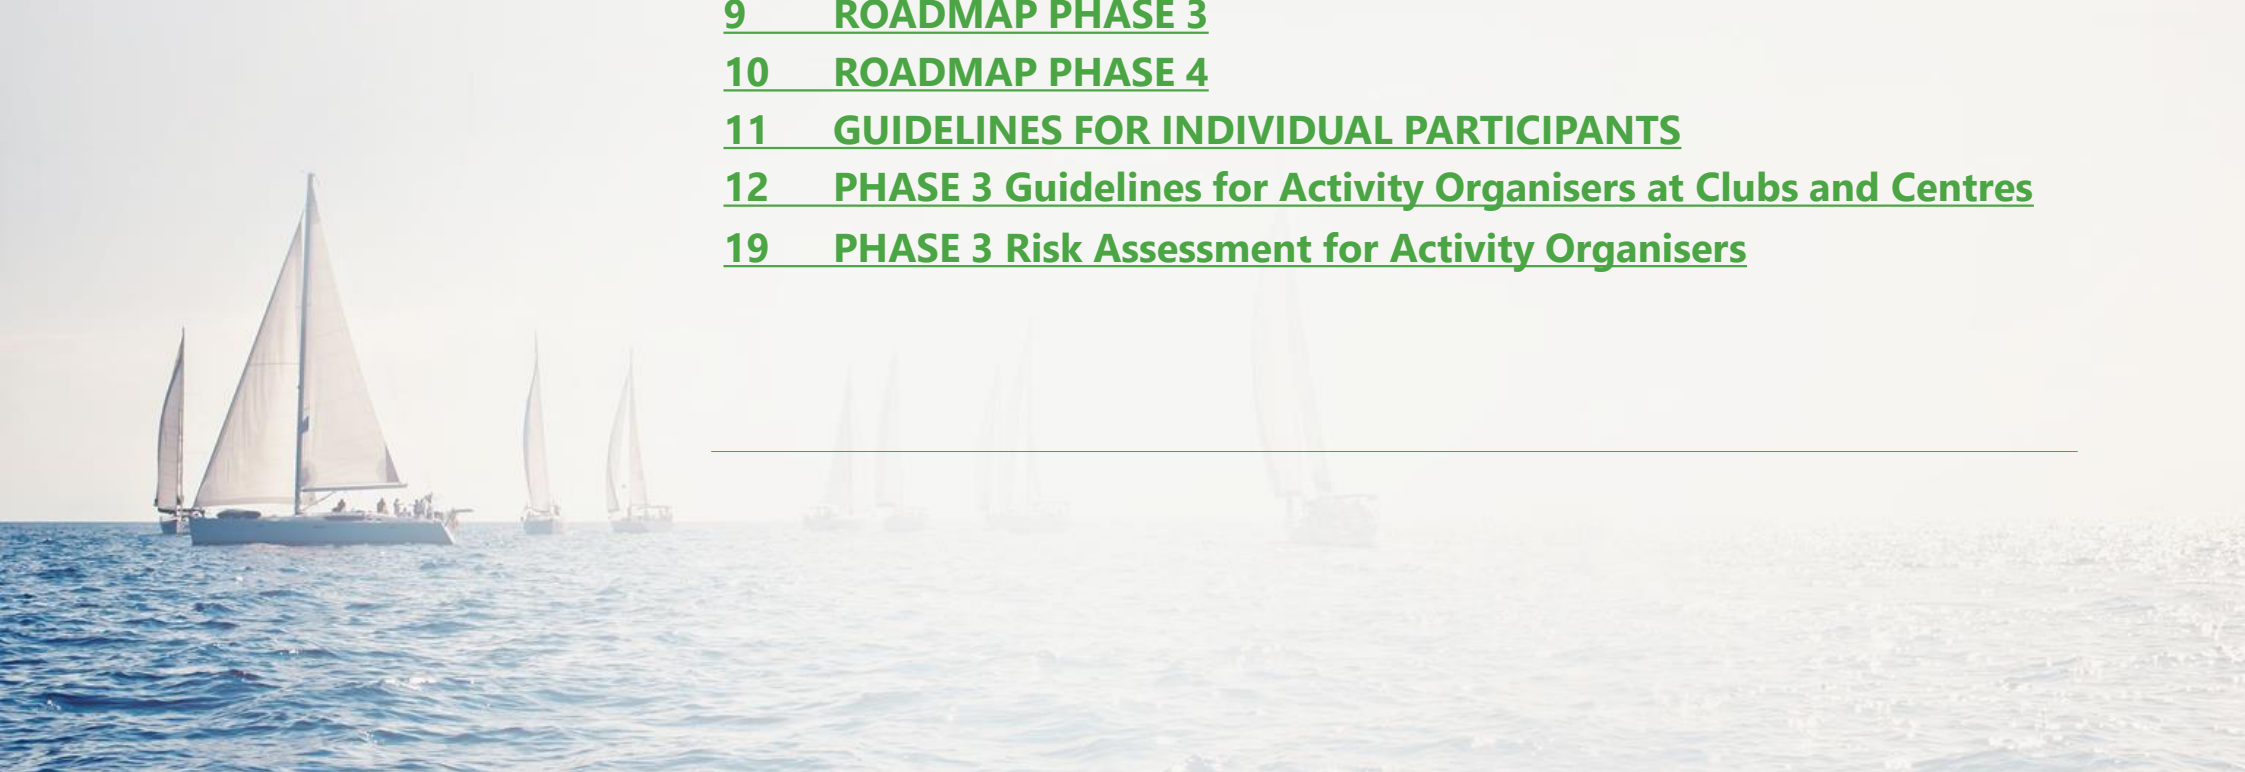 9 ROADMAP PHASE 3
10 ROADMAP PHASE 4
11 GUIDELINES FOR INDIVIDUAL PARTICIPANTS
12 PHASE 3 Guidelines for Activity Organisers at Clubs and Centres
19 PHASE 3 Risk Assessment for Activity Organisers